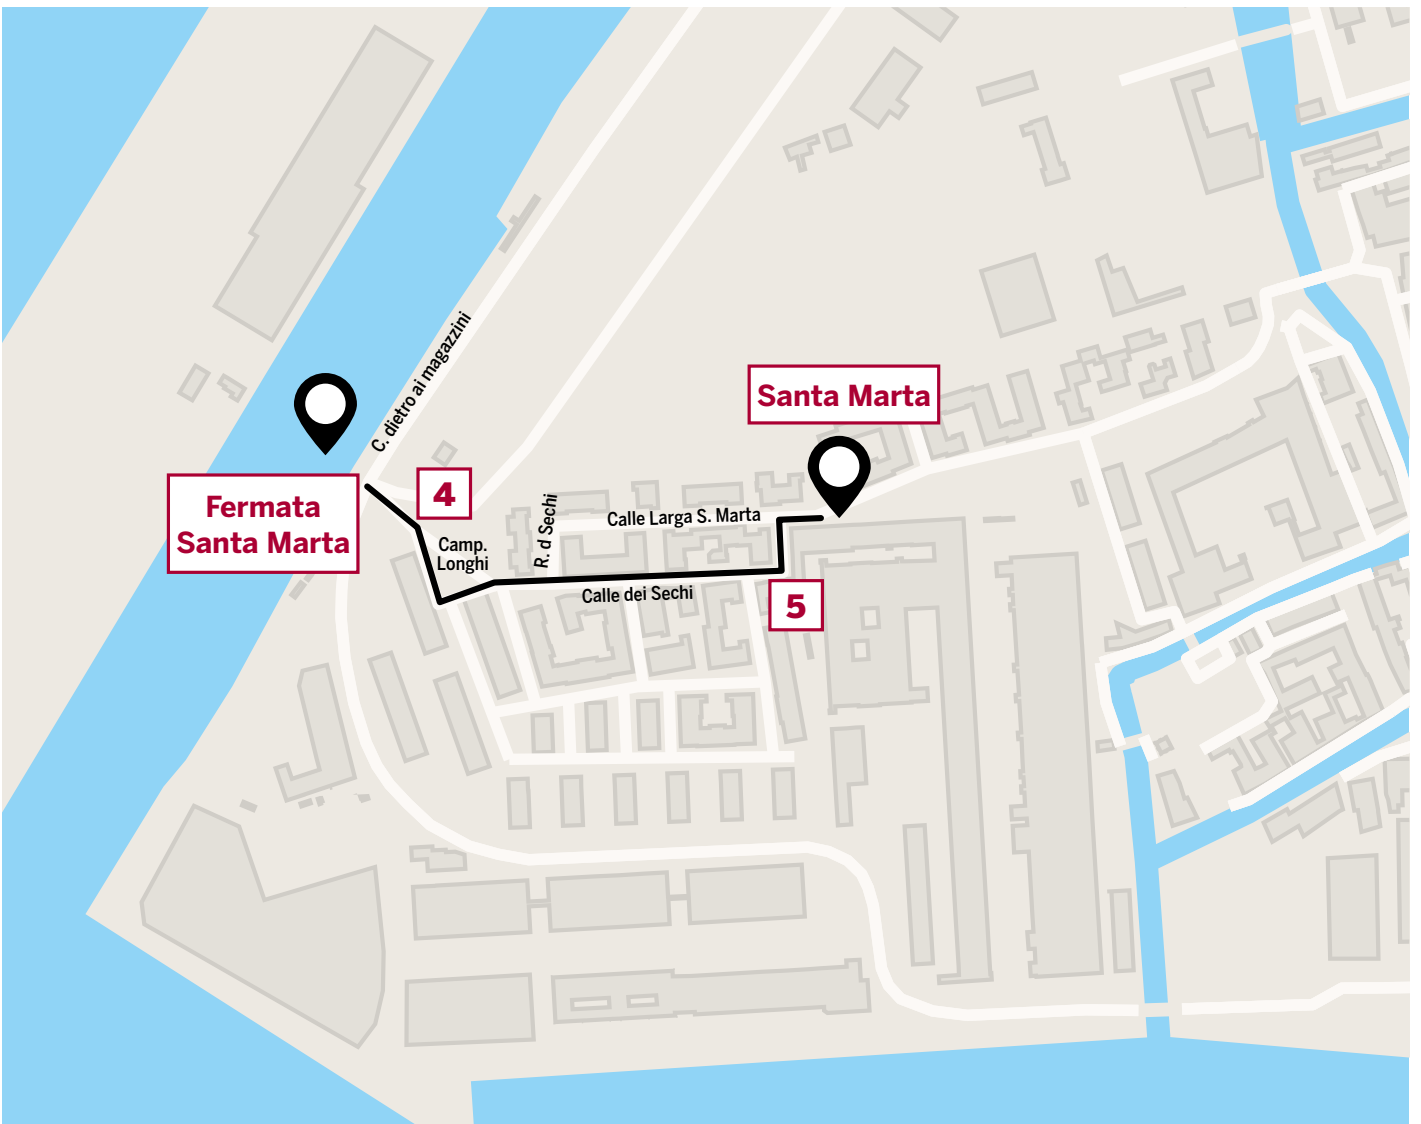 C. dietro ai magazzini
Santa Marta
4
Fermata
Santa Marta
R. d Sechi
Calle Larga S. Marta
Camp.
Longhi
Calle dei Sechi
5